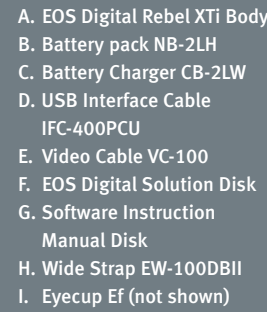 A. EOS Digital Rebel XTi Body
B. Battery pack NB-2LH
C. Battery Charger CB-2LW
D. USB Interface Cable
IFC-400PCU
E. Video Cable VC-100
F. EOS Digital Solution Disk
G. Software Instruction
Manual Disk
H. Wide Strap EW-100DBII
I. Eyecup Ef (not shown)